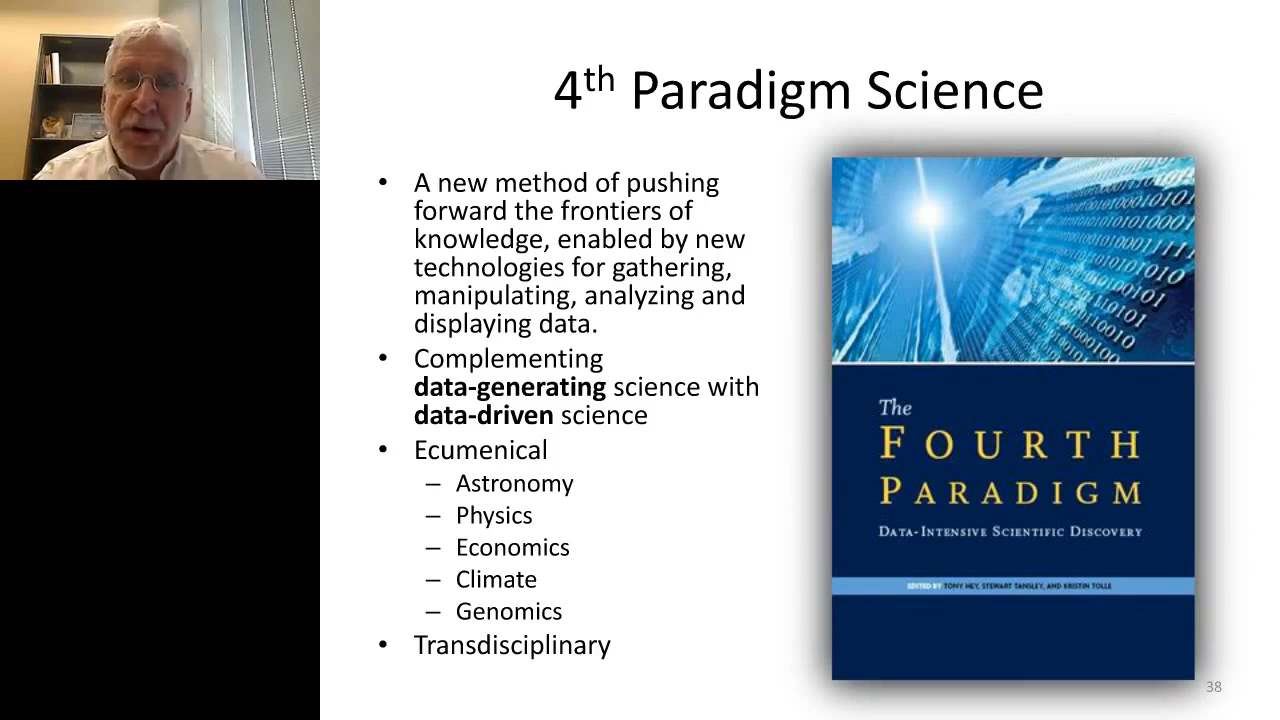 4th Paradigm Science
• A new method of pushing
forward the frontiers of
knowledge, enabled by new
technologies for gathering,
manipulating, analyzing and
displaying data.
• Complementing
data-generating science with
data-driven science
• Ecumenical
– Astronomy
– Physics
– Economics
– Climate
– Genomics
• Transdisciplinary
The
FOURTH
PARADIGM
DATA-INTENSIVE SCIENTIFIC DISCOVERY
EDITED BY TONY HEY, STEWART TANSLEY, AND KRISTIN TOLLE
38